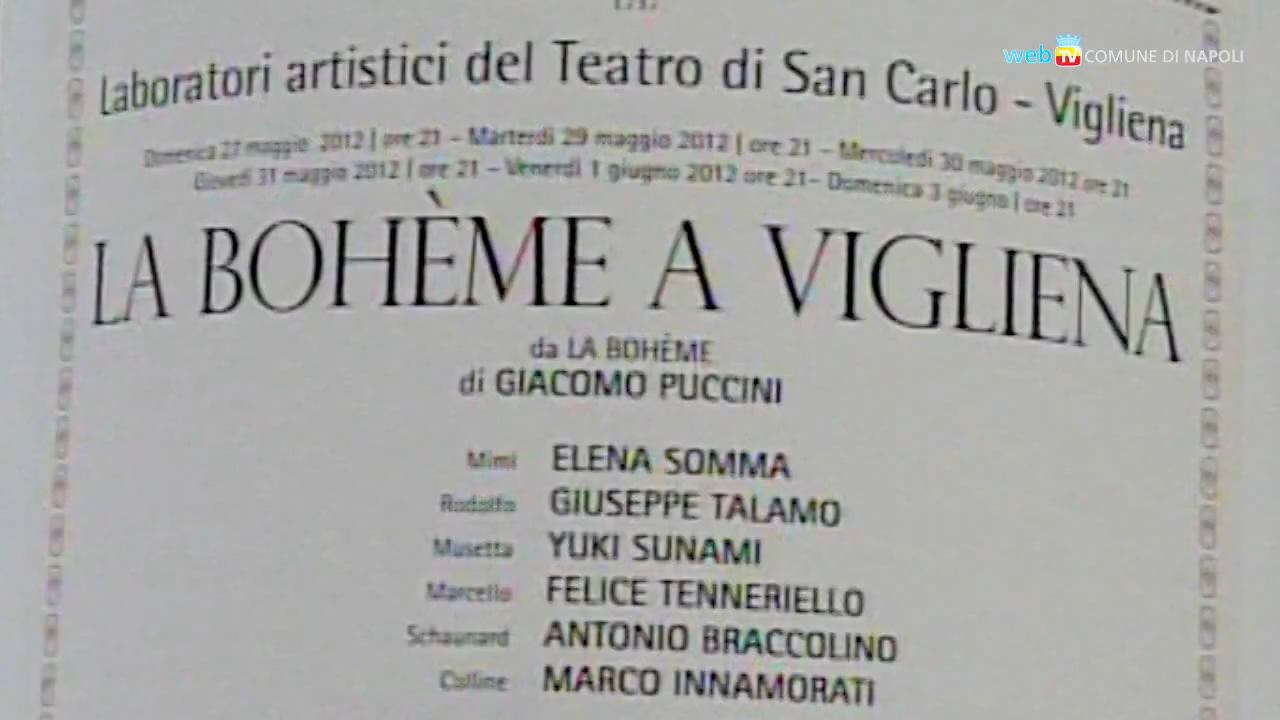 1737
web TV COMUNE DI NAPOLI
Laboratori artistici del Teatro di San Carlo - Vigliena
Domenica 27 maggio 2012 | ore 21 - Martedì 29 maggio 2012 | ore 21 - Mercoledì 30 maggio 2012 ore 21
Giovedì 31 maggio 2012 | ore 21 - Venerdì 1 giugno 2012 ore 21- Domenica 3 giugno | ore 21
LA BOHÈME A VIGLIENA
da LA BOHÈME
di GIACOMO PUCCINI
Mimì ELENA SOMMA
Rodolfo GIUSEPPE TALAMO
Musetta YUKI SUNAMI
Marcello FELICE TENNERIELLO
Schaunard ANTONIO BRACCOLINO
Colline MARCO INNAMORATI